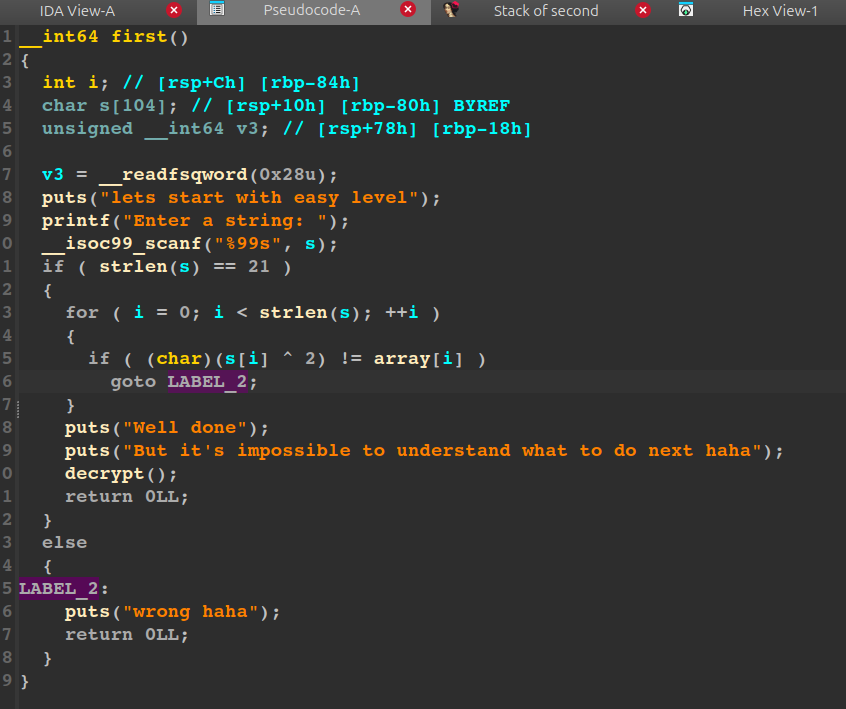 IDA View-A Pseudocode-A Stack of second Hex View-1
1 __int64 first()
2 {
3 int i; // [rsp+Ch] [rbp-84h]
4 char s[104]; // [rsp+10h] [rbp-80h] BYREF
5 unsigned __int64 v3; // [rsp+78h] [rbp-18h]
6
7 v3 = __readfsqword(0x28u);
8 puts("lets start with easy level");
9 printf("Enter a string: ");
0 __isoc99_scanf("%99s", s);
1 if ( strlen(s) == 21 )
2 {
3 for ( i = 0; i < strlen(s); ++i )
4 {
5 if ( (char)(s[i] ^ 2) != array[i] )
6 goto LABEL_2;
7 }
8 puts("Well done");
9 puts("But it's impossible to understand what to do next haha");
0 decrypt();
1 return 0LL;
2 }
3 else
4 {
5 LABEL_2:
6 puts("wrong haha");
7 return 0LL;
8 }
9 }